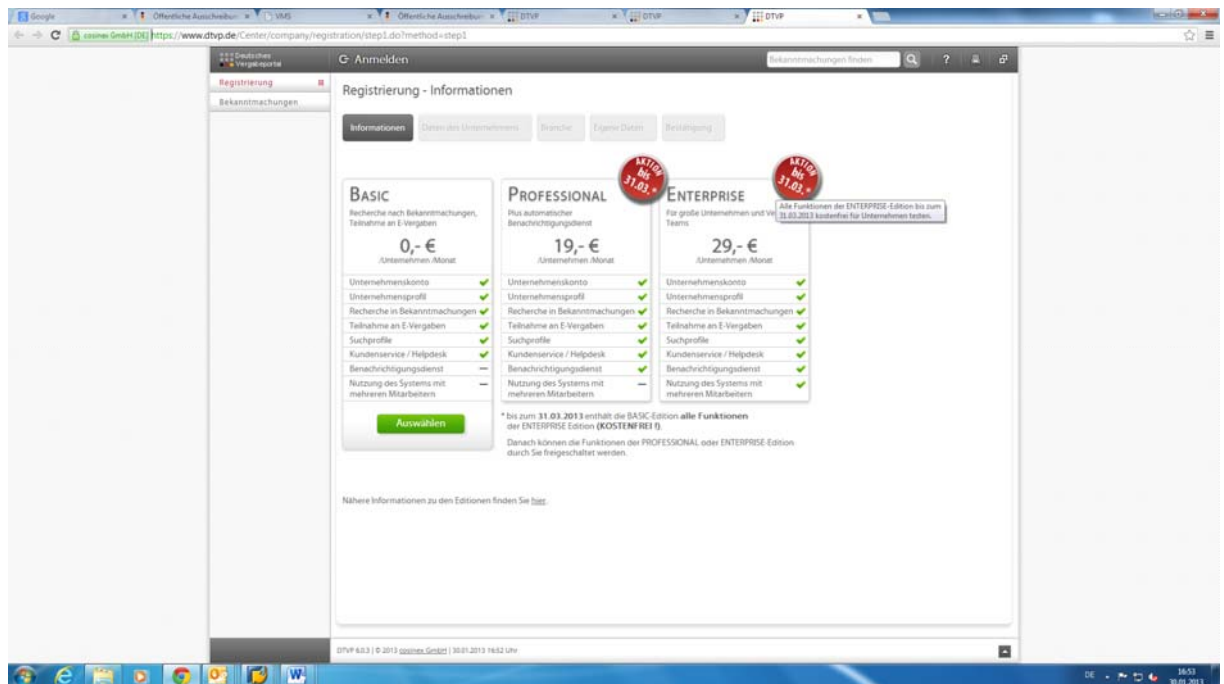 Google
Öffentliche Ausschreibun
VMS
Öffentliche Ausschreibun
DTVP
DTVP
DTVP
cosinex GmbH [DE] https://www.dtvp.de/Center/company/registration/step1.do?method=step1
Deutsches
Vergabeportal
Anmelden
Bekanntmachungen finden
?
Registrierung
Bekanntmachungen
Registrierung - Informationen
Informationen
Daten des Unternehmens
Branche
Eigene Daten
Bestätigung
BASIC
Recherche nach Bekanntmachungen,
Teilnahme an E-Vergaben
0,- €
/Unternehmen /Monat
Unternehmenskonto
Unternehmensprofil
Recherche in Bekanntmachungen
Teilnahme an E-Vergaben
Suchprofile
Kundenservice / Helpdesk
Benachrichtigungsdienst
Nutzung des Systems mit
mehreren Mitarbeitern
Auswählen
AKTION
bis
31.03.*
PROFESSIONAL
Plus automatischer
Benachrichtigungsdienst
19,- €
/Unternehmen /Monat
Unternehmenskonto
Unternehmensprofil
Recherche in Bekanntmachungen
Teilnahme an E-Vergaben
Suchprofile
Kundenservice / Helpdesk
Benachrichtigungsdienst
Nutzung des Systems mit
mehreren Mitarbeitern
AKTION
bis
31.03.*
ENTERPRISE
Für große Unternehmen und Ve
Teams
Alle Funktionen der ENTERPRISE-Edition bis zum
31.03.2013 kostenfrei für Unternehmen testen.
29,- €
/Unternehmen /Monat
Unternehmenskonto
Unternehmensprofil
Recherche in Bekanntmachungen
Teilnahme an E-Vergaben
Suchprofile
Kundenservice / Helpdesk
Benachrichtigungsdienst
Nutzung des Systems mit
mehreren Mitarbeitern
* bis zum 31.03.2013 enthält die BASIC-Edition alle Funktionen
der ENTERPRISE Edition (KOSTENFREI !).
Danach können die Funktionen der PROFESSIONAL oder ENTERPRISE-Edition
durch Sie freigeschaltet werden.
Nähere Informationen zu den Editionen finden Sie hier.
DTVP 6.0.3 | © 2013 cosinex GmbH | 30.01.2013 16:52 Uhr
DE
16:53
30.01.2013